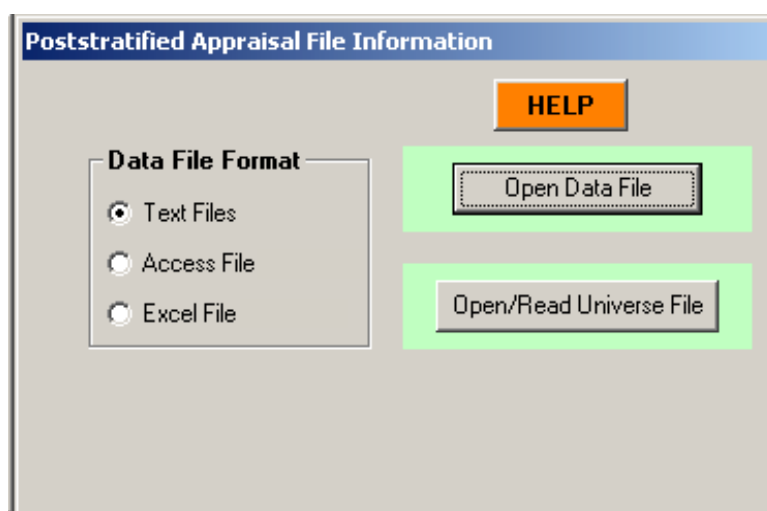 Poststratified Appraisal File Information
HELP
Data File Format
Text Files
Access File
Excel File
Open Data File
Open/Read Universe File